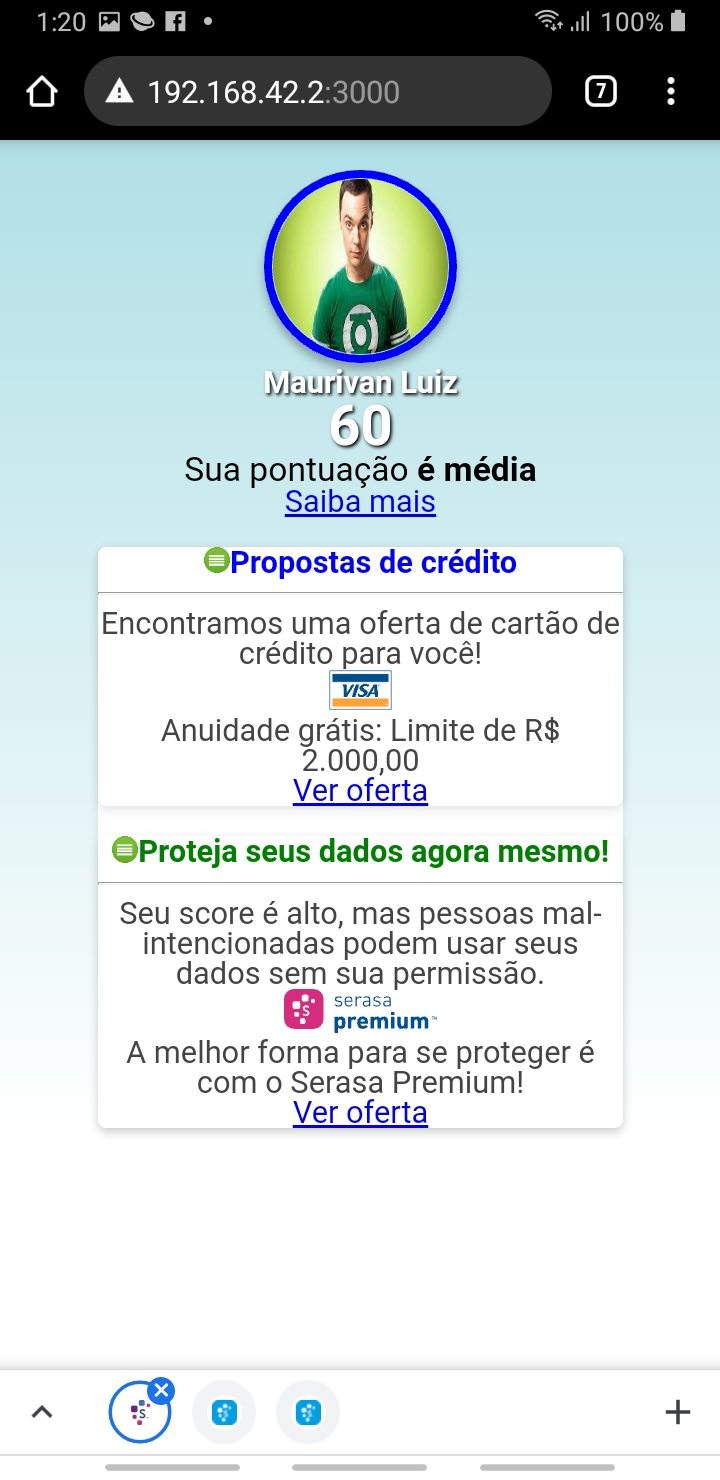 1:20
100%
192.168.42.2:3000
7
Maurivan Luiz
60
Sua pontuação é média
Saiba mais
Propostas de crédito
Encontramos uma oferta de cartão de
crédito para você!
VISA
Anuidade grátis: Limite de R$
2.000,00
Ver oferta
Proteja seus dados agora mesmo!
Seu score é alto, mas pessoas mal-
intencionadas podem usar seus
dados sem sua permissão.
S serasa
premium™
A melhor forma para se proteger é
com o Serasa Premium!
Ver oferta
S